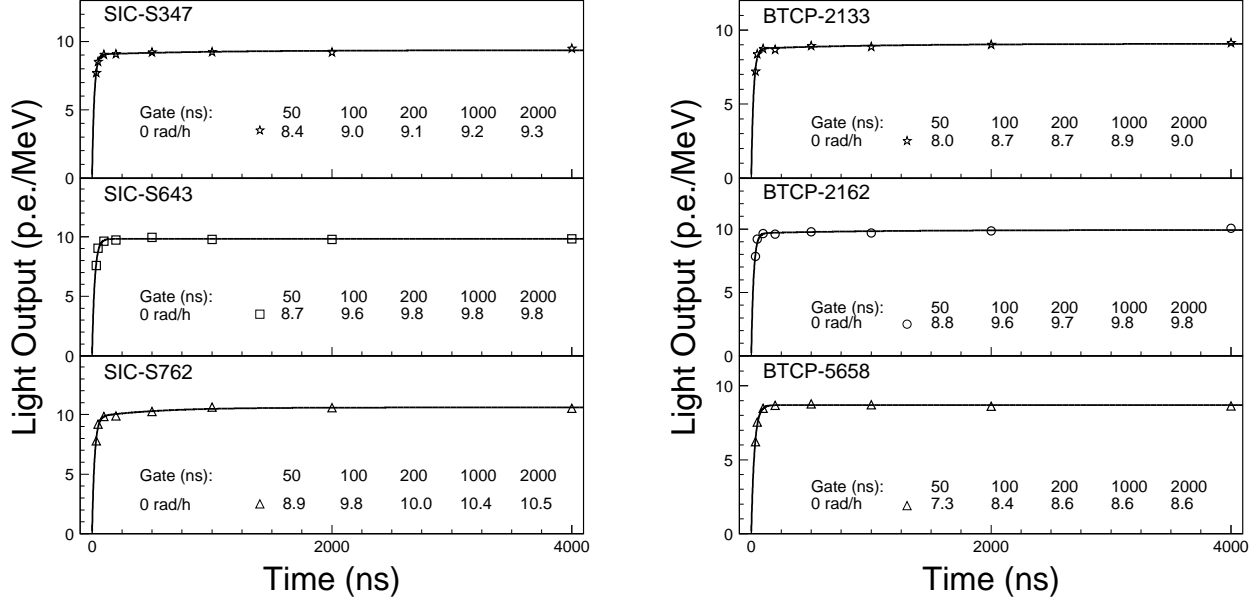 Light Output (p.e./MeV)
SIC-S347
10
5
0
Gate (ns): 50 100 200 1000 2000
0 rad/h 8.4 9.0 9.1 9.2 9.3
SIC-S643
10
5
0
Gate (ns): 50 100 200 1000 2000
0 rad/h 8.7 9.6 9.8 9.8 9.8
SIC-S762
10
5
0
Gate (ns): 50 100 200 1000 2000
0 rad/h 8.9 9.8 10.0 10.4 10.5
0 2000 4000
Time (ns)
Light Output (p.e./MeV)
BTCP-2133
10
5
0
Gate (ns): 50 100 200 1000 2000
0 rad/h 8.0 8.7 8.7 8.9 9.0
BTCP-2162
10
5
0
Gate (ns): 50 100 200 1000 2000
0 rad/h 8.8 9.6 9.7 9.8 9.8
BTCP-5658
10
5
0
Gate (ns): 50 100 200 1000 2000
0 rad/h 7.3 8.4 8.6 8.6 8.6
0 2000 4000
Time (ns)